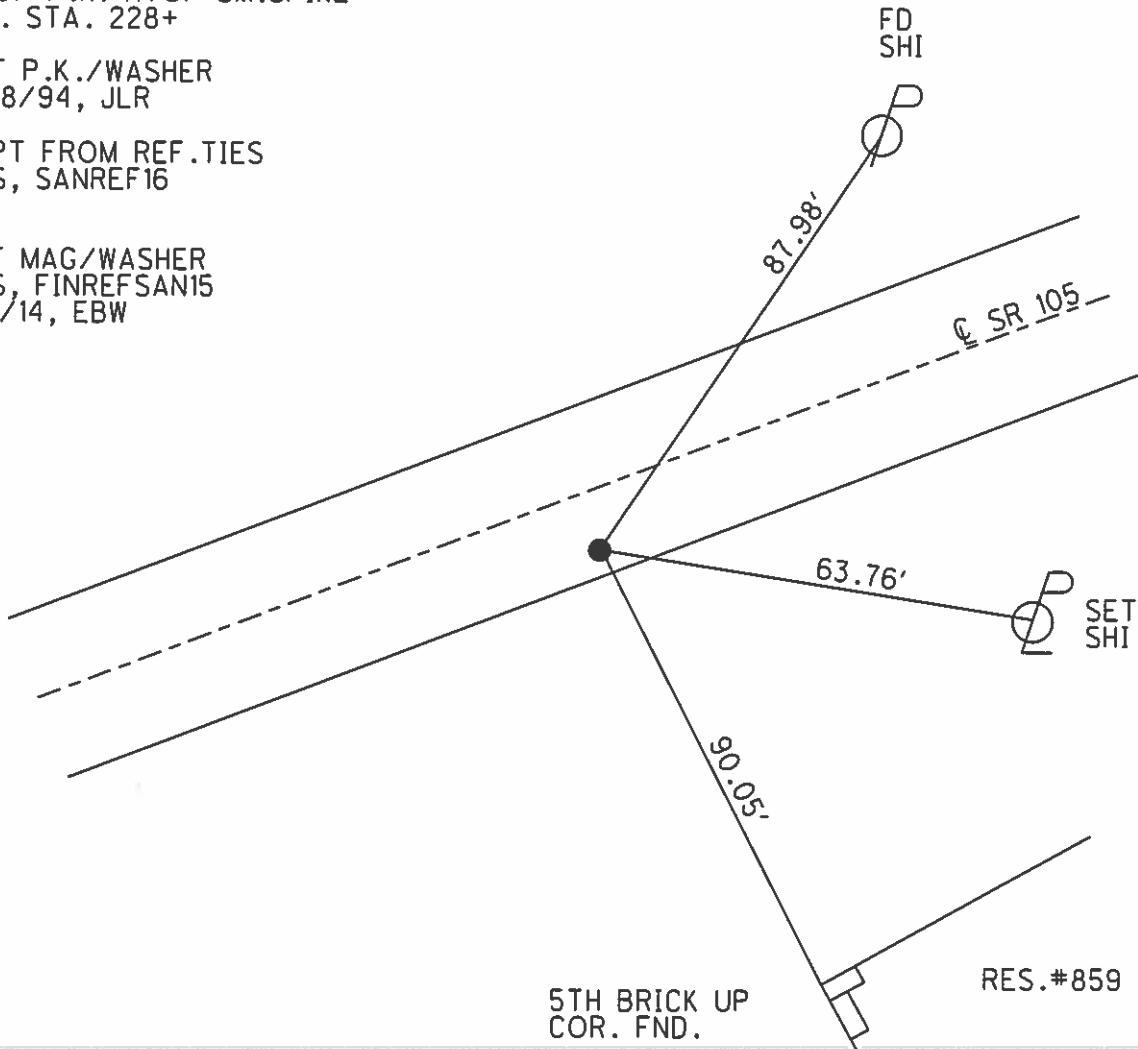 . STA. 228+
P.K./WASHER
8/94, JLR
PT FROM REF.TIES
SANREF16
MAG/WASHER
FINREFSAN15
/14, EBW
FD
SHI
87.98'
℄ SR 105
63.76'
SET
SHI
90.05'
5TH BRICK UP
COR. FND.
RES.#859